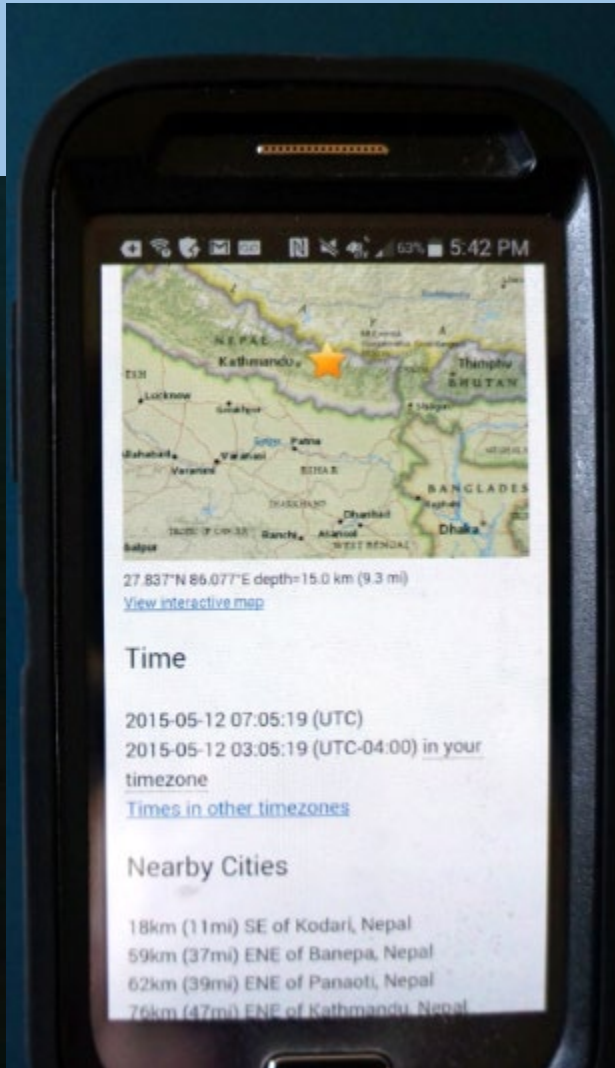 63% 5:42 PM
NEPAL
Kathmandu
Thimphu
BHUTAN
Lucknow
Patna
Varanasi
BIHAR
BANGLADES
Dhanbad
Ranchi
Asansol
Dhaka
WEST BENGAL
27.837°N 86.077°E depth=15.0 km (9.3 mi)
View interactive map
Time
2015-05-12 07:05:19 (UTC)
2015-05-12 03:05:19 (UTC-04:00) in your
timezone
Times in other timezones
Nearby Cities
18km (11mi) SE of Kodari, Nepal
59km (37mi) ENE of Banepa, Nepal
62km (39mi) ENE of Panaoti, Nepal
76km (47mi) ENE of Kathmandu, Nepal